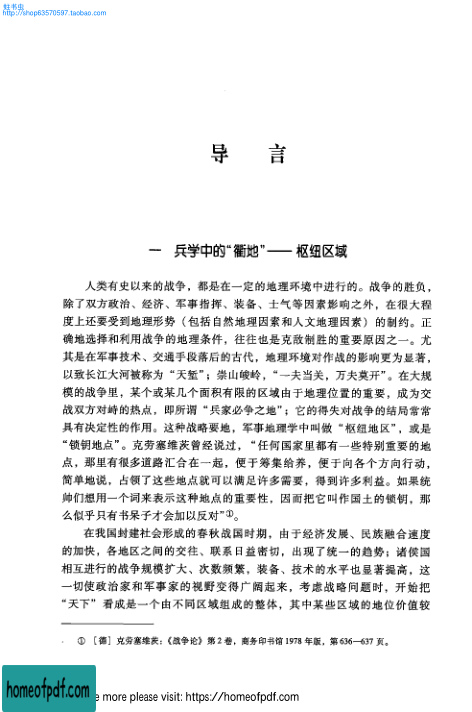 蛀书虫
http://shop63570597.taobao.com
导 言
一 兵学中的“衢地”——枢纽区域
人类有史以来的战争，都是在一定的地理环境中进行的。战争的胜负，
除了双方政治、经济、军事指挥、装备、士气等因素影响之外，在很大程
度上还要受到地理形势（包括自然地理因素和人文地理因素）的制约。正
确地选择和利用战争的地理条件，往往也是克敌制胜的重要原因之一。尤
其是在军事技术、交通手段落后的古代，地理环境对作战的影响更为显著，
以致长江大河被称为“天堑”；崇山峻岭，“一夫当关，万夫莫开”。在大规
模的战争里，某个或某几个面积有限的区域由于地理位置的重要，成为交
战双方对峙的热点，即所谓“兵家必争之地”；它的得失对战争的结局常常
具有决定性的作用。这种战略要地，军事地理学中叫做“枢纽地区”，或是
“锁钥地点”。克劳塞维茨曾经说过，“任何国家里都有一些特别重要的地
点，那里有很多道路汇合在一起，便于筹集给养，便于向各个方向行动，
简单地说，占领了这些地点就可以满足许多需要，得到许多利益。如果统
帅们想用一个词来表示这种地点的重要性，因而把它叫作国土的锁钥，那
么似乎只有书呆子才会加以反对”①。
在我国封建社会形成的春秋战国时期，由于经济发展、民族融合速度
的加快，各地区之间的交往、联系日益密切，出现了统一的趋势；诸侯国
相互进行的战争规模扩大、次数频繁，装备、技术的水平也显著提高，这
一切使政治家和军事家的视野变得广阔起来，考虑战略问题时，开始把
“天下”看成是一个由不同区域组成的整体，其中某些区域的地位价值较
① ［德］克劳塞维茨：《战争论》第2卷，商务印书馆1978年版，第636—637页。
homeofpdf.com
e more please visit: https://homeofpdf.com